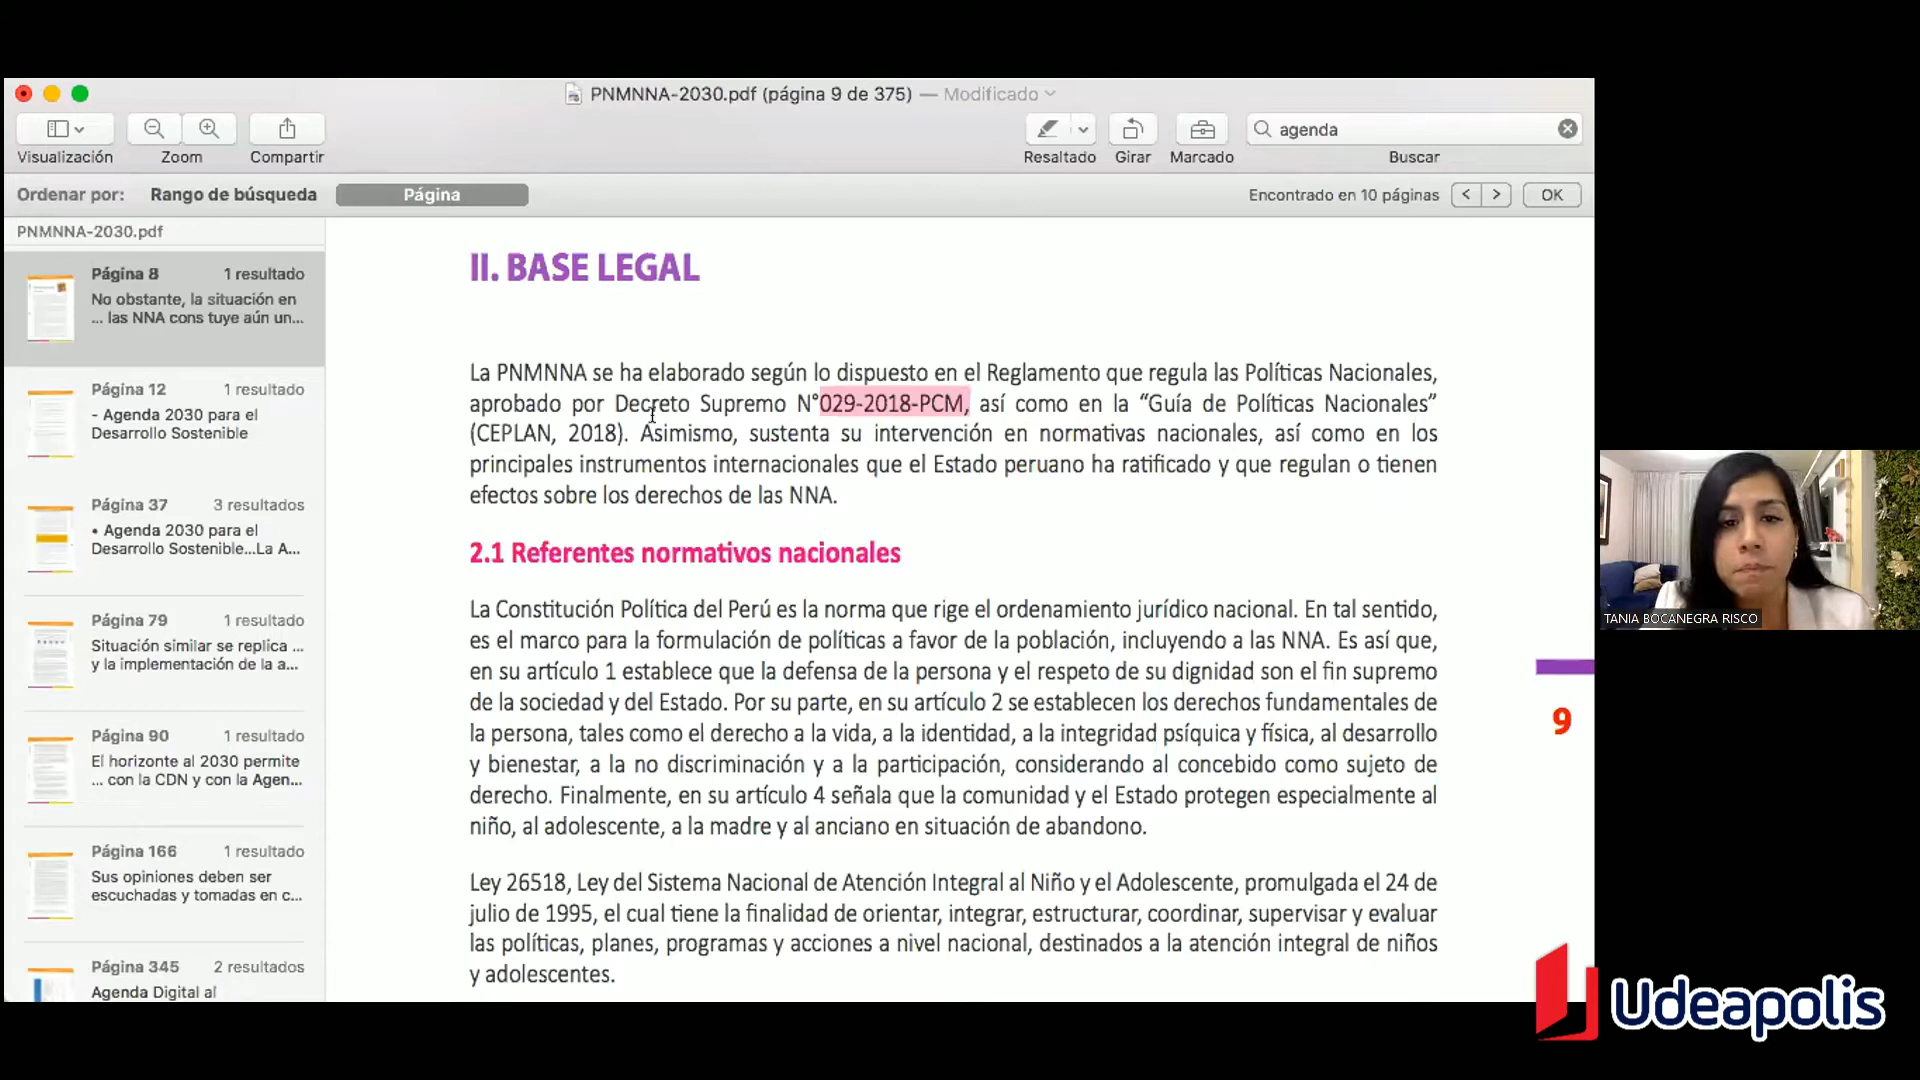 PNMNNA-2030.pdf (página 9 de 375) — Modificado
Visualización
Zoom
Compartir
Resaltado
Girar
Marcado
agenda
Buscar
Ordenar por:
Rango de búsqueda
Página
Encontrado en 10 páginas
OK
PNMNNA-2030.pdf
Página 8 1 resultado
No obstante, la situación en
... las NNA cons tuye aún un...
Página 12 1 resultado
- Agenda 2030 para el
Desarrollo Sostenible
Página 37 3 resultados
• Agenda 2030 para el
Desarrollo Sostenible...La A...
Página 79 1 resultado
Situación similar se replica ...
y la implementación de la a...
Página 90 1 resultado
El horizonte al 2030 permite
... con la CDN y con la Agen...
Página 166 1 resultado
Sus opiniones deben ser
escuchadas y tomadas en c...
Página 345 2 resultados
Agenda Digital al
II. BASE LEGAL
La PNMNNA se ha elaborado según lo dispuesto en el Reglamento que regula las Políticas Nacionales,
aprobado por Decreto Supremo N°029-2018-PCM, así como en la “Guía de Políticas Nacionales”
(CEPLAN, 2018). Asimismo, sustenta su intervención en normativas nacionales, así como en los
principales instrumentos internacionales que el Estado peruano ha ratificado y que regulan o tienen
efectos sobre los derechos de las NNA.
2.1 Referentes normativos nacionales
La Constitución Política del Perú es la norma que rige el ordenamiento jurídico nacional. En tal sentido,
es el marco para la formulación de políticas a favor de la población, incluyendo a las NNA. Es así que,
en su artículo 1 establece que la defensa de la persona y el respeto de su dignidad son el fin supremo
de la sociedad y del Estado. Por su parte, en su artículo 2 se establecen los derechos fundamentales de
la persona, tales como el derecho a la vida, a la identidad, a la integridad psíquica y física, al desarrollo
y bienestar, a la no discriminación y a la participación, considerando al concebido como sujeto de
derecho. Finalmente, en su artículo 4 señala que la comunidad y el Estado protegen especialmente al
niño, al adolescente, a la madre y al anciano en situación de abandono.
Ley 26518, Ley del Sistema Nacional de Atención Integral al Niño y el Adolescente, promulgada el 24 de
julio de 1995, el cual tiene la finalidad de orientar, integrar, estructurar, coordinar, supervisar y evaluar
las políticas, planes, programas y acciones a nivel nacional, destinados a la atención integral de niños
y adolescentes.
9
TANIA BOCANEGRA RISCO
Udeapolis